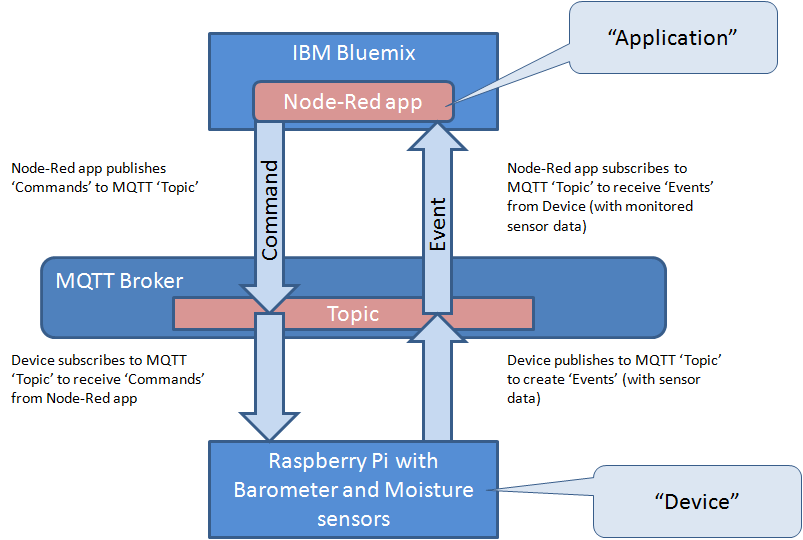 IBM Bluemix
“Application”
Node-Red app
Node-Red app publishes
‘Commands’ to MQTT ‘Topic’
Command
Event
Node-Red app subscribes to
MQTT ‘Topic’ to receive ‘Events’
from Device (with monitored
sensor data)
MQTT Broker
Topic
Device subscribes to MQTT
‘Topic’ to receive ‘Commands’
from Node-Red app
Device publishes to MQTT ‘Topic’
to create ‘Events’ (with sensor
data)
Raspberry Pi with
Barometer and Moisture
sensors
“Device”